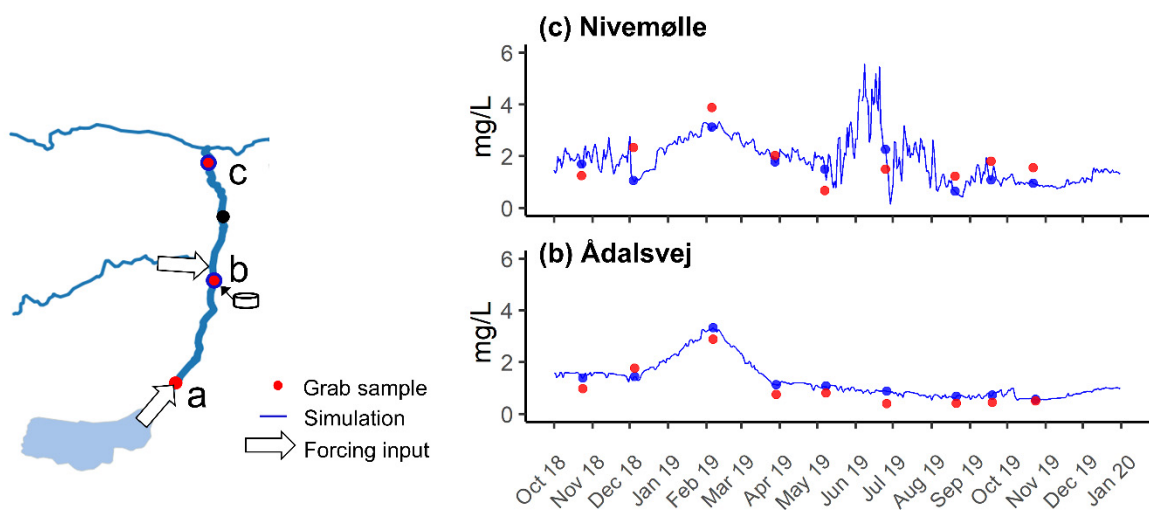 c
b
a
Grab sample
Simulation
Forcing input
(c) Nivemølle
mg/L
6
4
2
0
(b) Ådalsvej
mg/L
6
4
2
0
Oct 18
Nov 18
Dec 18
Jan 19
Feb 19
Mar 19
Apr 19
May 19
Jun 19
Jul 19
Aug 19
Sep 19
Oct 19
Nov 19
Dec 19
Jan 20